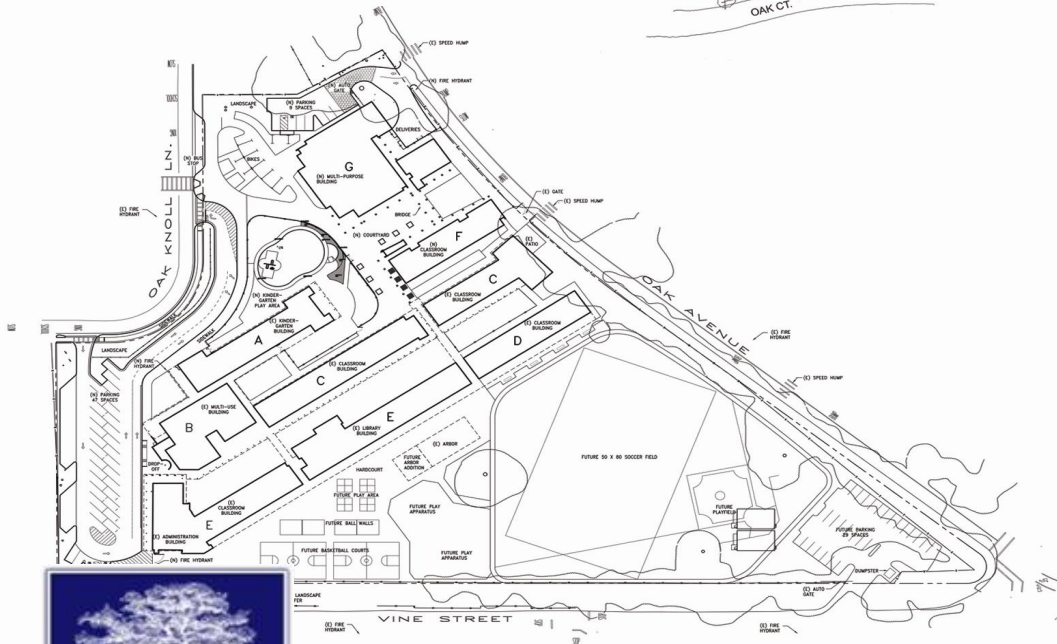 OAK CT.
(E) SPEED HUMP
(N) FIRE HYDRANT
(N) AUTO
GATE
(N) PARKING
9 SPACES
LANDSCAPE
DELIVERIES
BIKES
(N) BUS
STOP
G
(N) MULTI-PURPOSE
BUILDING
OAK KNOLL LN.
(E) FIRE
HYDRANT
BRIDGE
(E) GATE
(E) SPEED HUMP
(N) COURTYARD
F
(N)
CLASSROOM
BUILDING
(E)
PATIO
C
(E) CLASSROOM
BUILDING
(N) KINDER-
GARTEN
PLAY AREA
OAK AVENUE
(E) FIRE
HYDRANT
SIDEWALK
SIDEWALK
(E) KINDER-
GARTEN
BUILDING
A
(E) CLASSROOM
BUILDING
D
LANDSCAPE
(N) FIRE
HYDRANT
(E) CLASSROOM
BUILDING
C
(E) SPEED HUMP
(N) PARKING
47 SPACES
(E) MULTI-USE
BUILDING
B
E
(E) LIBRARY
BUILDING
(E) ARBOR
FUTURE
ARBOR
ADDITION
FUTURE 50 X 80 SOCCER FIELD
DROP-
OFF
HARDCOURT
FUTURE PLAY AREA
(E)
CLASSROOM
BUILDING
E
FUTURE PLAY
APPARATUS
FUTURE
PLAYFIELD
FUTURE BALL WALLS
FUTURE PARKING
29 SPACES
(E) ADMINISTRATION
BUILDING
FUTURE BASKETBALL COURTS
FUTURE PLAY
APPARATUS
(N) FIRE HYDRANT
DUMPSTER
(E) AUTO
GATE
LANDSCAPE
FER
VINE STREET
(E) FIRE
HYDRANT
(E) FIRE
HYDRANT